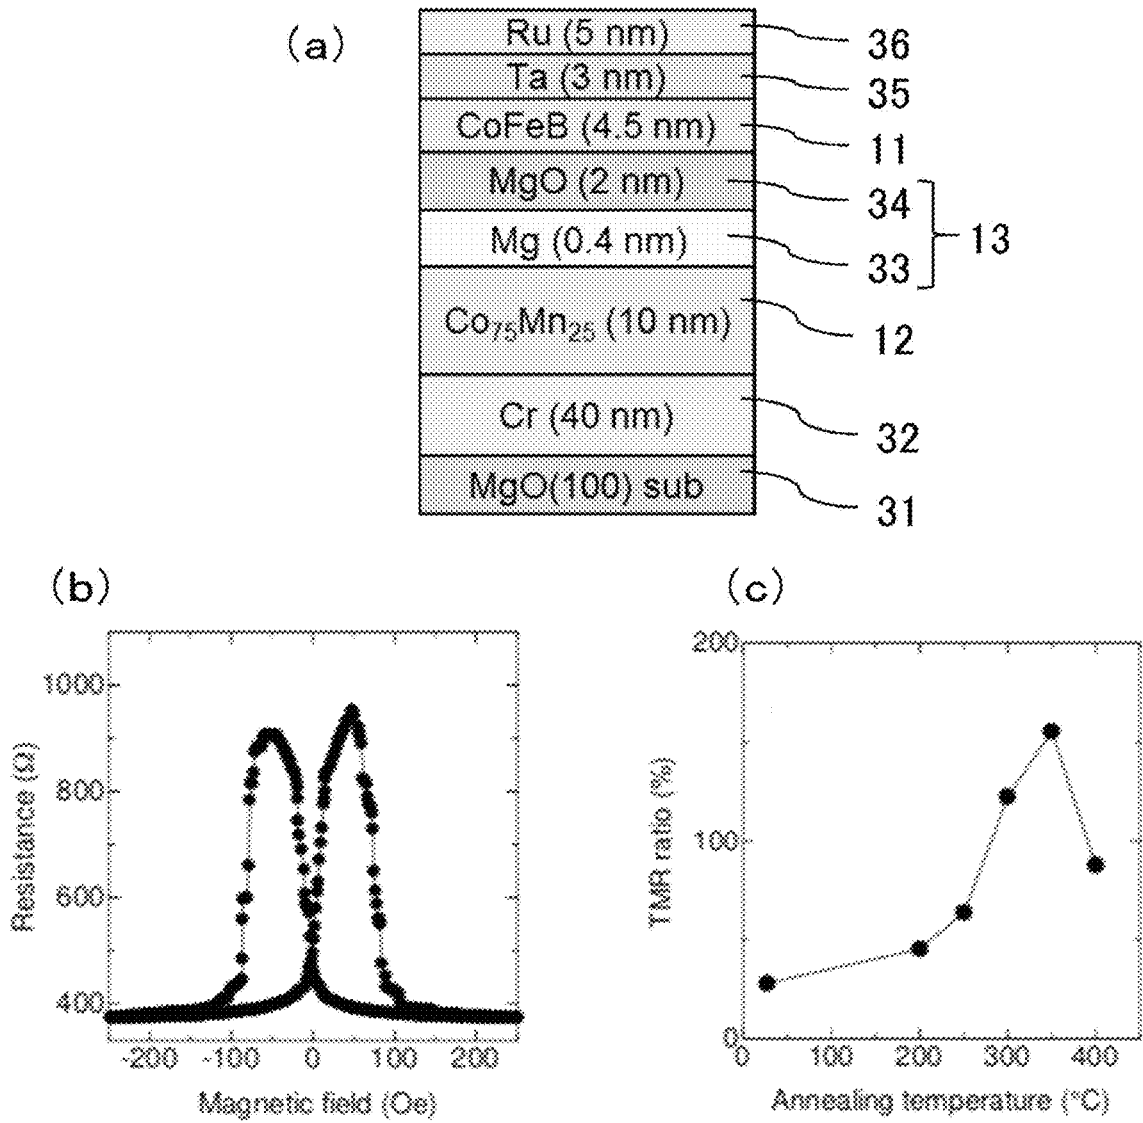 (a)
Ru (5 nm) 36
Ta (3 nm) 35
CoFeB (4.5 nm) 11
MgO (2 nm) 34
13
Mg (0.4 nm) 33
Co₇₅Mn₂₅ (10 nm) 12
Cr (40 nm) 32
MgO(100) sub 31
(b)
1000
800
600
400
Resistance (Ω)
-200 -100 0 100 200
Magnetic field (Oe)
(c)
200
100
0
TMR ratio (%)
0 100 200 300 400
Annealing temperature (°C)